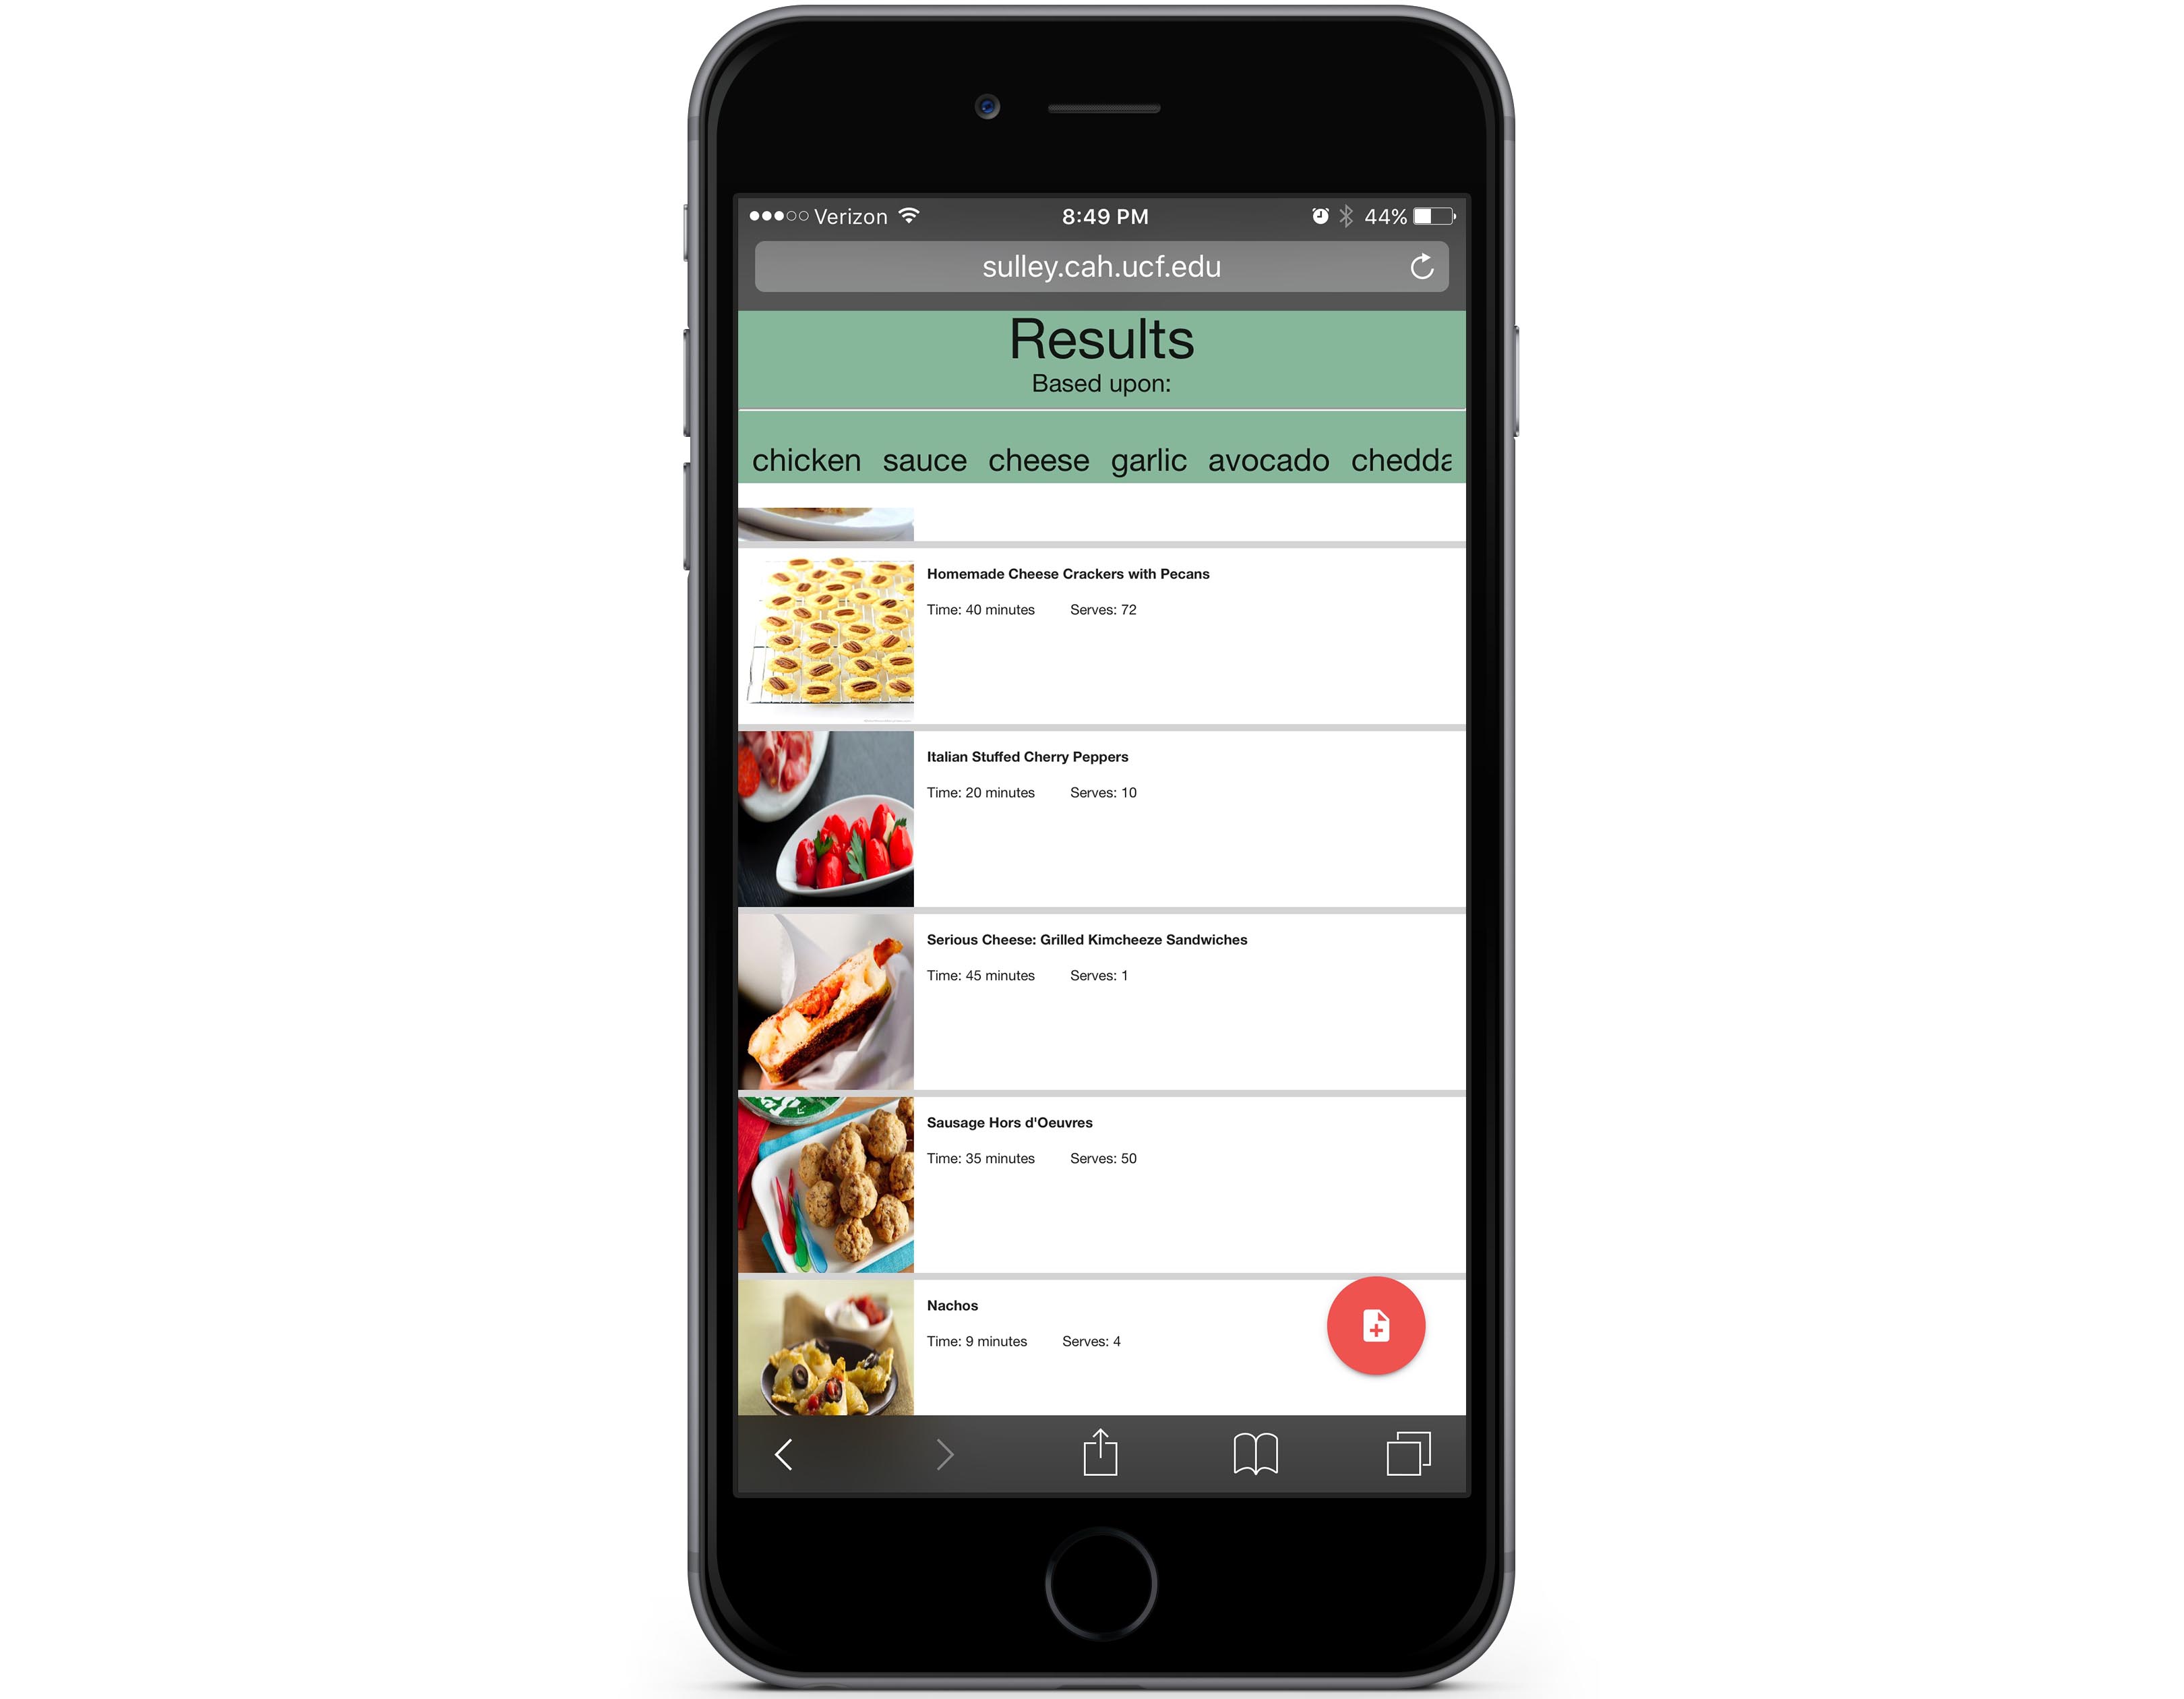 Verizon 8:49 PM 44%
sulley.cah.ucf.edu
Results
Based upon:
chicken sauce cheese garlic avocado chedda
Homemade Cheese Crackers with Pecans
Time: 40 minutes Serves: 72
Italian Stuffed Cherry Peppers
Time: 20 minutes Serves: 10
Serious Cheese: Grilled Kimcheeze Sandwiches
Time: 45 minutes Serves: 1
Sausage Hors d'Oeuvres
Time: 35 minutes Serves: 50
Nachos
Time: 9 minutes Serves: 4